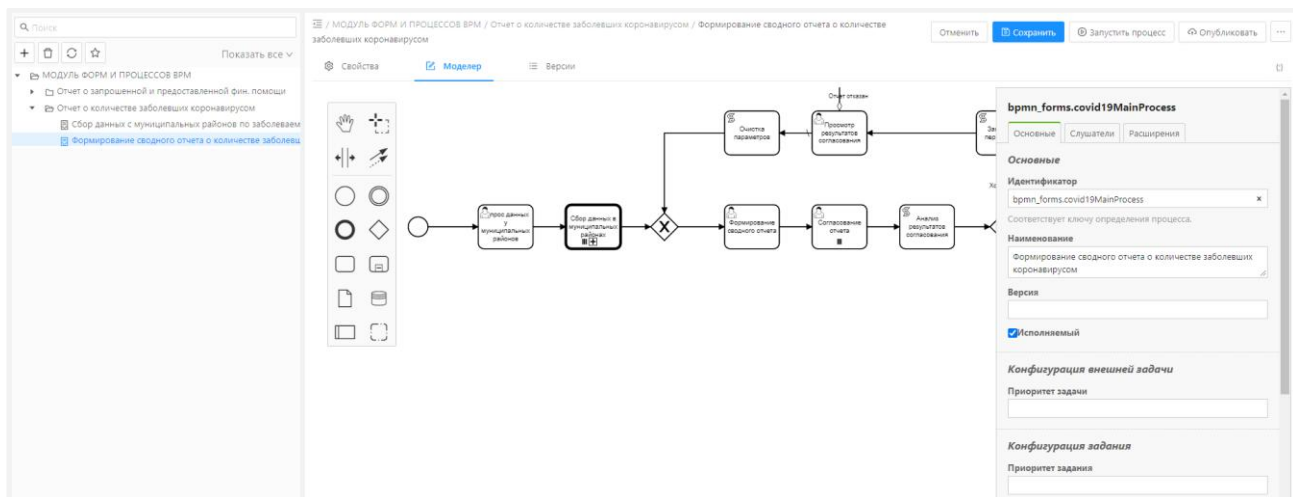 Поиск
Показать все
МОДУЛЬ ФОРМ И ПРОЦЕССОВ BPM
Отчет о запрошенной и предоставленной фин. помощи
Отчет о количестве заболевших коронавирусом
Сбор данных с муниципальных районов по заболеваем
Формирование сводного отчета о количестве заболевш
/ МОДУЛЬ ФОРМ И ПРОЦЕССОВ BPM / Отчет о количестве заболевших коронавирусом / Формирование сводного отчета о количестве
заболевших коронавирусом
Отменить
Сохранить
Запустить процесс
Опубликовать
Свойства
Моделер
Версии
Отчет отказан
Очистка
параметров
Просмотр
результатов
согласования
прос данных
у
муниципальных
районов
Сбор данных в
муниципальных
районах
X
Формирование
сводного отчета
Согласование
отчета
Анализ
результатов
согласования
bpmn_forms.covid19MainProcess
Основные
Слушатели
Расширения
Основные
Идентификатор
bpmn_forms.covid19MainProcess
Соответствует ключу определения процесса.
Наименование
Формирование сводного отчета о количестве заболевших
коронавирусом
Версия
Исполняемый
Конфигурация внешней задачи
Приоритет задачи
Конфигурация задания
Приоритет задания